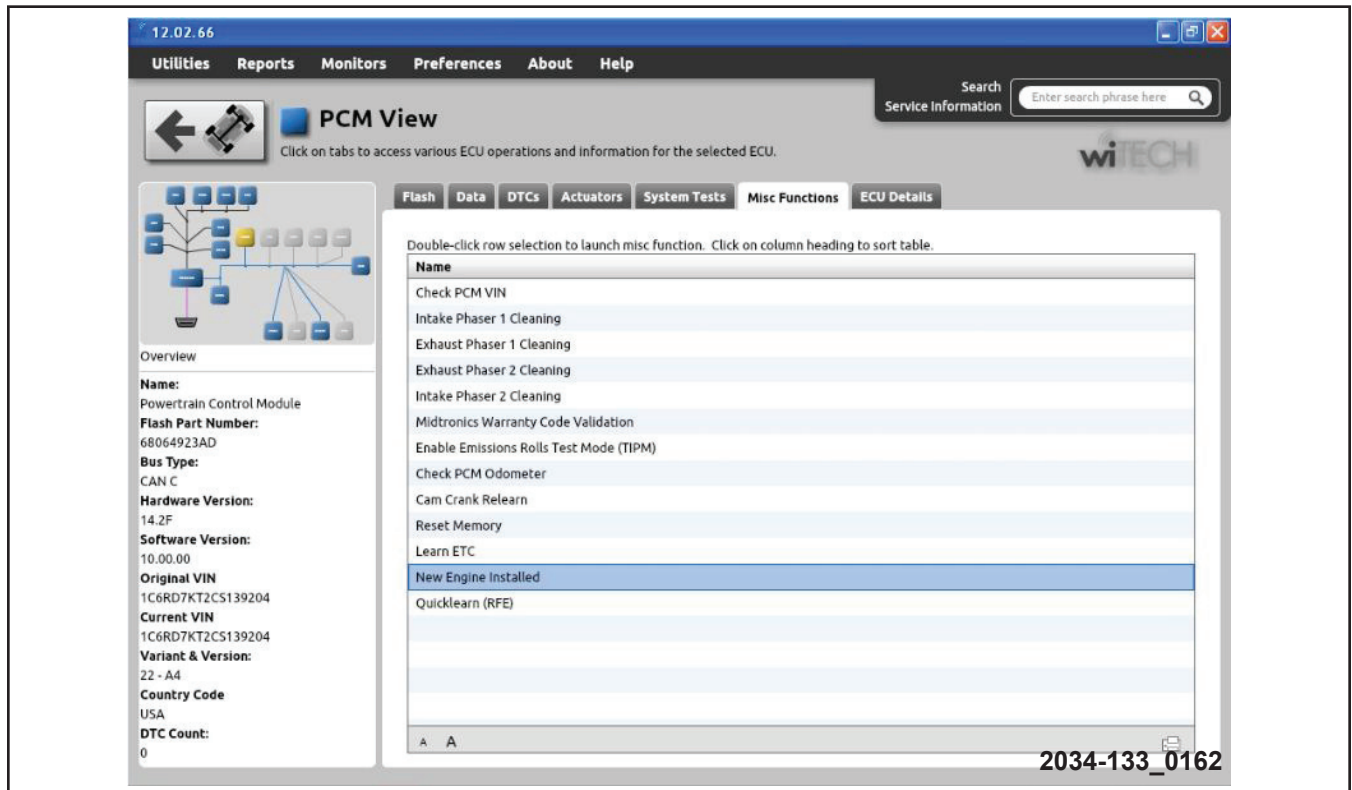 12.02.66
Utilities Reports Monitors Preferences About Help
Search
Service Information
Enter search phrase here
PCM View
Click on tabs to access various ECU operations and information for the selected ECU.
wiTECH
Flash Data DTCs Actuators System Tests Misc Functions ECU Details
Double-click row selection to launch misc function. Click on column heading to sort table.
Name
Check PCM VIN
Intake Phaser 1 Cleaning
Exhaust Phaser 1 Cleaning
Exhaust Phaser 2 Cleaning
Intake Phaser 2 Cleaning
Midtronics Warranty Code Validation
Enable Emissions Rolls Test Mode (TIPM)
Check PCM Odometer
Cam Crank Relearn
Reset Memory
Learn ETC
New Engine Installed
Quicklearn (RFE)
A A
Overview
Name:
Powertrain Control Module
Flash Part Number:
68064923AD
Bus Type:
CAN C
Hardware Version:
14.2F
Software Version:
10.00.00
Original VIN
1C6RD7KT2CS139204
Current VIN
1C6RD7KT2CS139204
Variant & Version:
22 - A4
Country Code
USA
DTC Count:
0
2034-133_0162